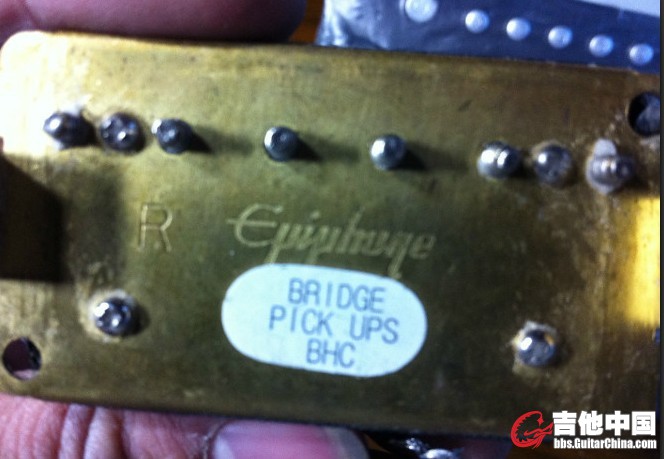 R Epiphone
BRIDGE
PICK UPS
BHC
吉他中国
bbs.GuitarChina.com